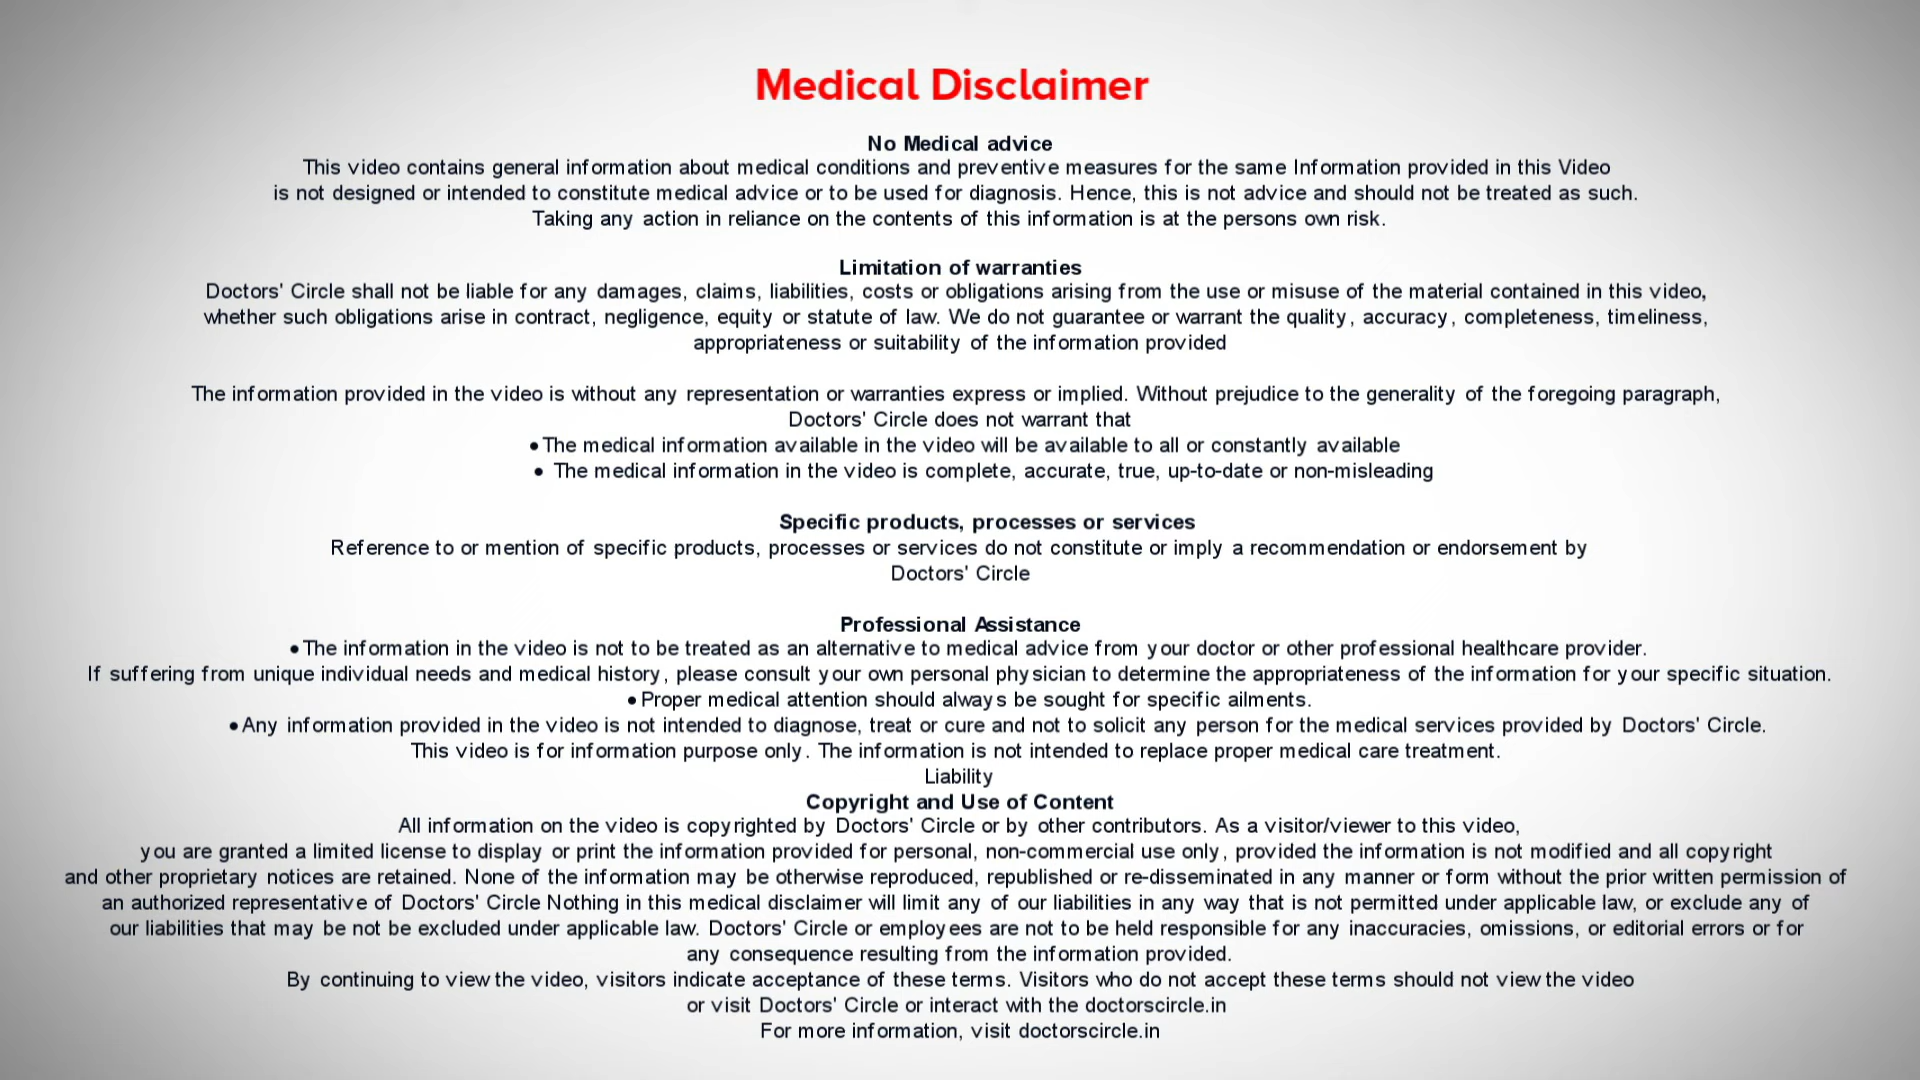 Medical Disclaimer
No Medical advice
This video contains general information about medical conditions and preventive measures for the same Information provided in this Video
is not designed or intended to constitute medical advice or to be used for diagnosis. Hence, this is not advice and should not be treated as such.
Taking any action in reliance on the contents of this information is at the persons own risk.
Limitation of warranties
Doctors' Circle shall not be liable for any damages, claims, liabilities, costs or obligations arising from the use or misuse of the material contained in this video,
whether such obligations arise in contract, negligence, equity or statute of law. We do not guarantee or warrant the quality, accuracy, completeness, timeliness,
appropriateness or suitability of the information provided
The information provided in the video is without any representation or warranties express or implied. Without prejudice to the generality of the foregoing paragraph,
Doctors' Circle does not warrant that
• The medical information available in the video will be available to all or constantly available
• The medical information in the video is complete, accurate, true, up-to-date or non-misleading
Specific products, processes or services
Reference to or mention of specific products, processes or services do not constitute or imply a recommendation or endorsement by
Doctors' Circle
Professional Assistance
• The information in the video is not to be treated as an alternative to medical advice from your doctor or other professional healthcare provider.
If suffering from unique individual needs and medical history, please consult your own personal physician to determine the appropriateness of the information for your specific situation.
• Proper medical attention should always be sought for specific ailments.
• Any information provided in the video is not intended to diagnose, treat or cure and not to solicit any person for the medical services provided by Doctors' Circle.
This video is for information purpose only. The information is not intended to replace proper medical care treatment.
Liability
Copyright and Use of Content
All information on the video is copyrighted by Doctors' Circle or by other contributors. As a visitor/viewer to this video,
you are granted a limited license to display or print the information provided for personal, non-commercial use only, provided the information is not modified and all copyright
and other proprietary notices are retained. None of the information may be otherwise reproduced, republished or re-disseminated in any manner or form without the prior written permission of
an authorized representative of Doctors' Circle Nothing in this medical disclaimer will limit any of our liabilities in any way that is not permitted under applicable law, or exclude any of
our liabilities that may be not be excluded under applicable law. Doctors' Circle or employees are not to be held responsible for any inaccuracies, omissions, or editorial errors or for
any consequence resulting from the information provided.
By continuing to view the video, visitors indicate acceptance of these terms. Visitors who do not accept these terms should not view the video
or visit Doctors' Circle or interact with the doctorscircle.in
For more information, visit doctorscircle.in